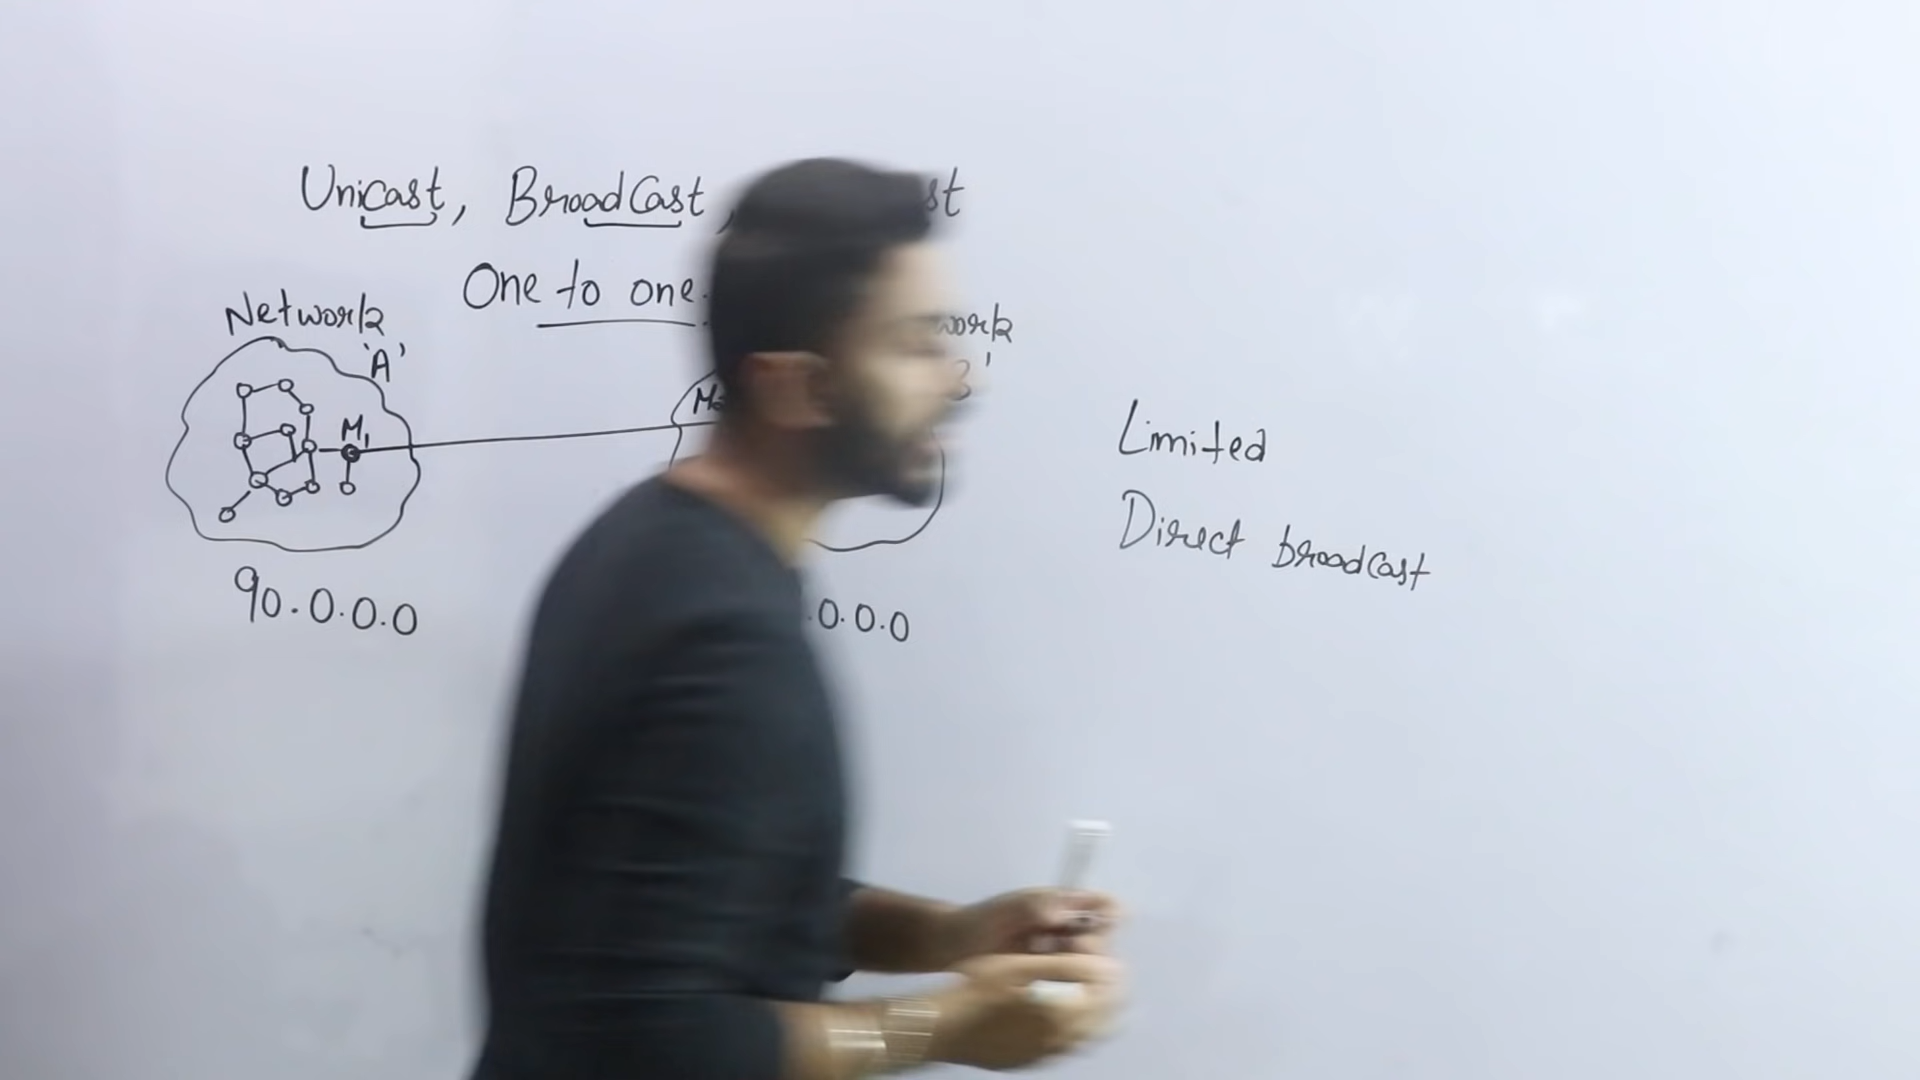 Unicast, BroadCast,
One to one.
Network
'A'
M1
Limited
Direct broadcast
90.0.0.0
.0.0.0